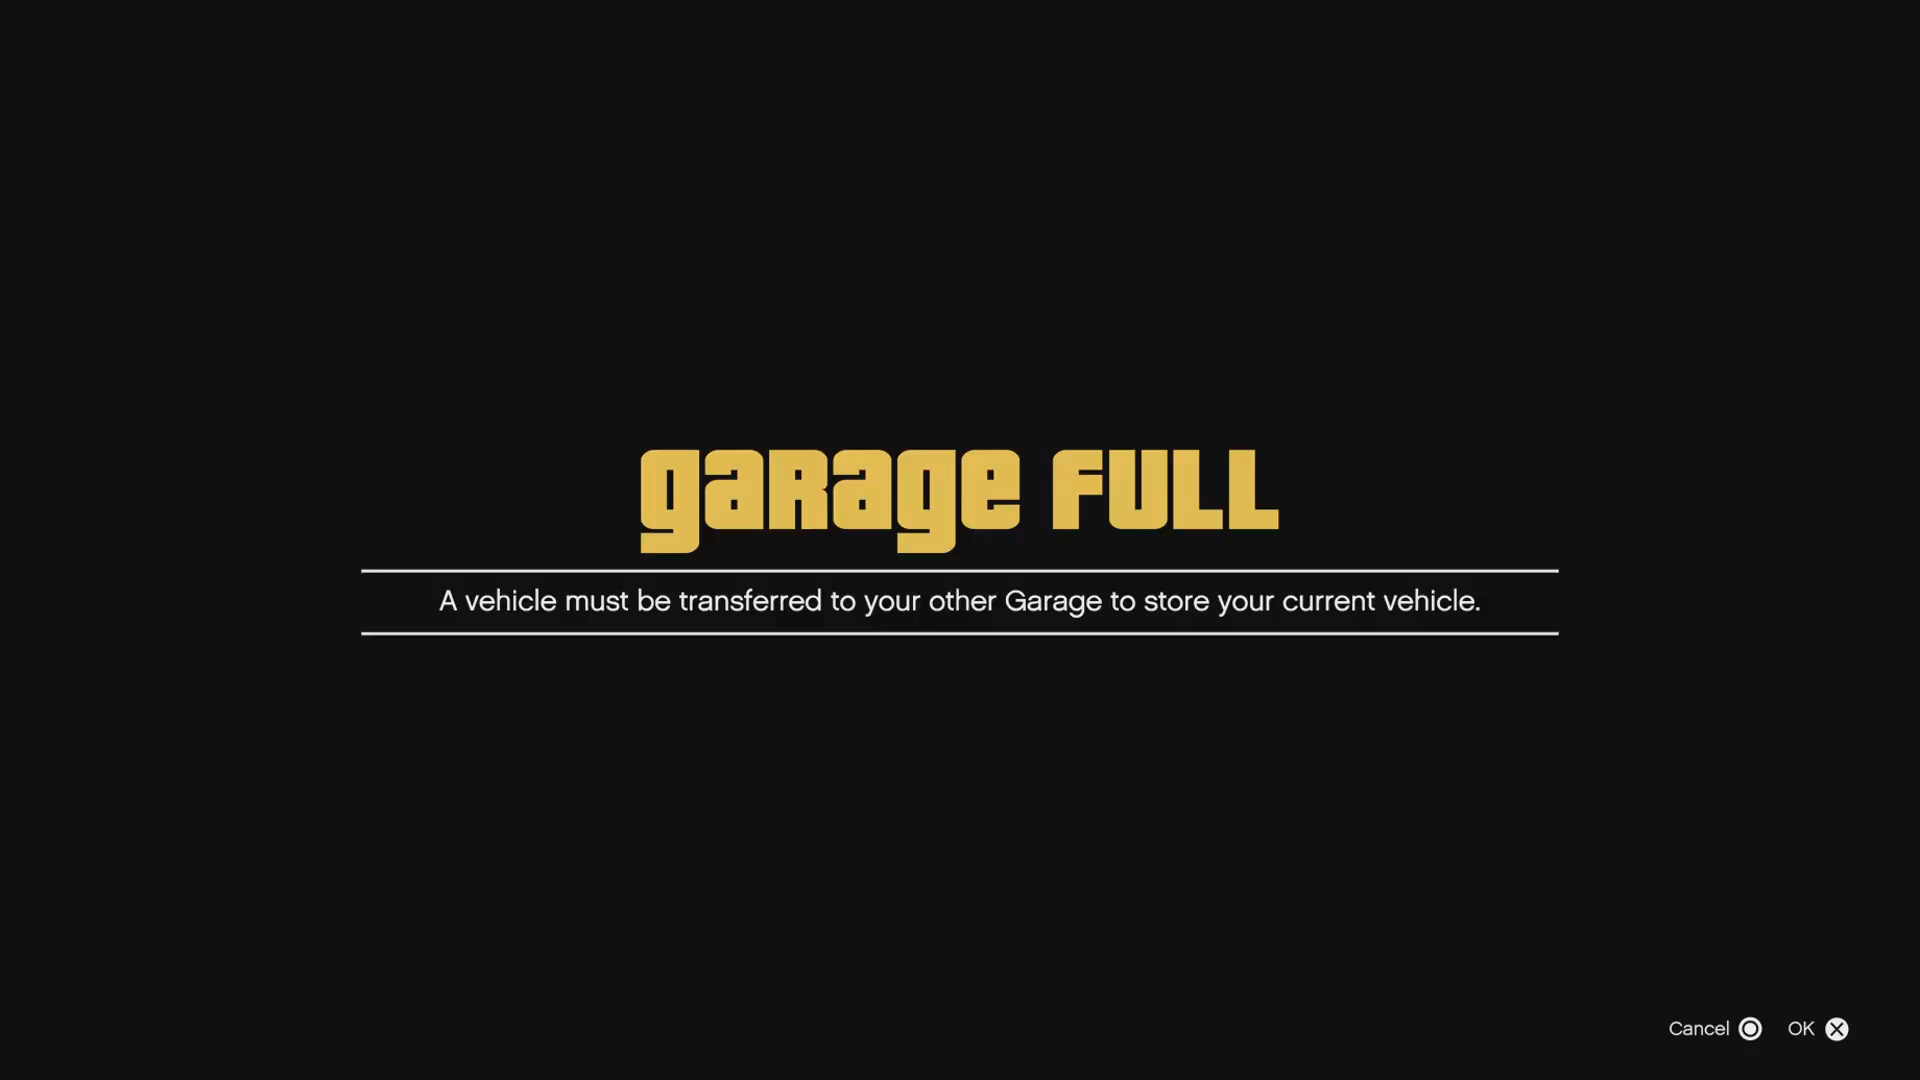 gaRage FULL
A vehicle must be transferred to your other Garage to store your current vehicle.
Cancel OK